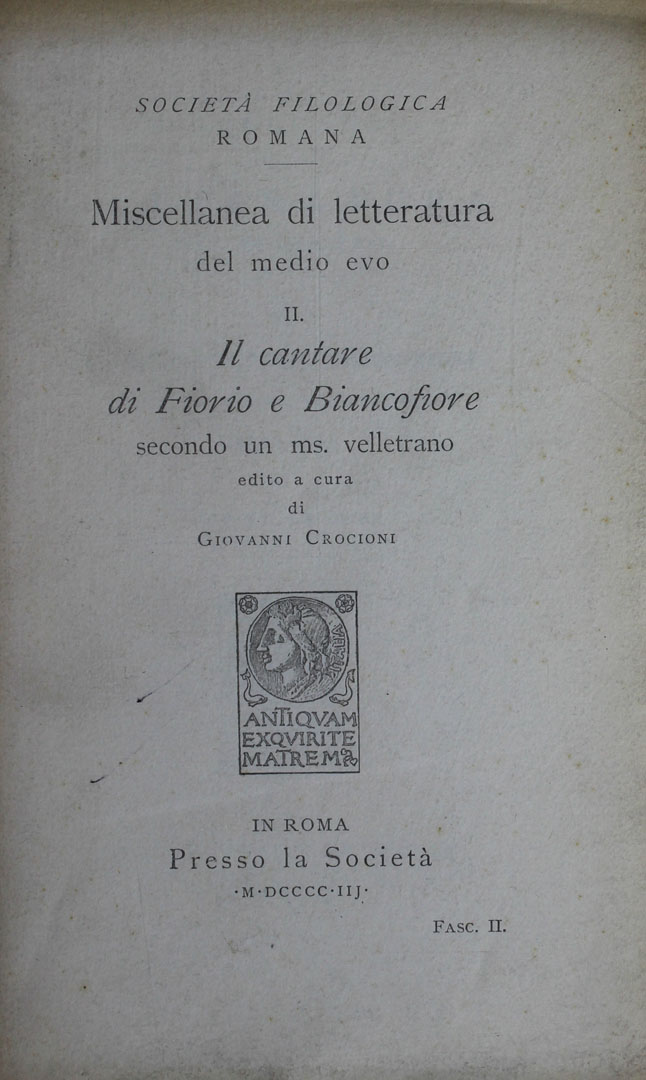 SOCIETÀ FILOLOGICA
ROMANA
Miscellanea di letteratura
del medio evo
II.
Il cantare
di Fiorio e Biancofiore
secondo un ms. velletrano
edito a cura
di
GIOVANNI CROCIONI
ITALIA
ANTIQVAM
EXQVIRITE
MATREM
IN ROMA
Presso la Società
·M·DCCCC·IIJ·
FASC. II.